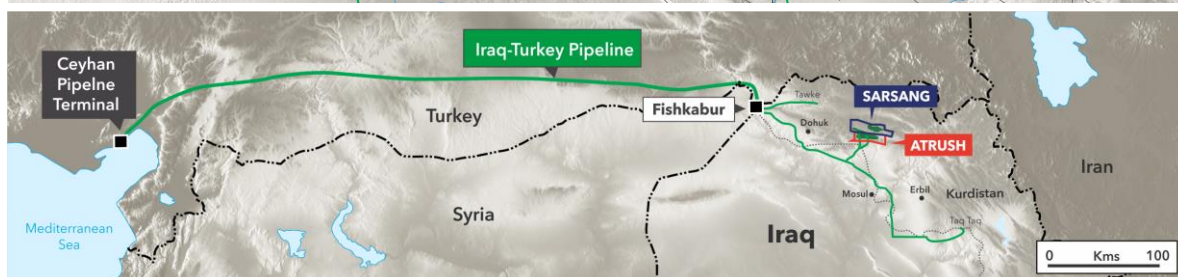 Ceyhan
Pipelne
Terminal
Iraq-Turkey Pipeline
Turkey
Fishkabur
Tawke
SARSANG
Dohuk
ATRUSH
Iran
Mosul
Erbil
Kurdistan
Mediterranean
Sea
Syria
Iraq
Taq Taq
0 Kms 100